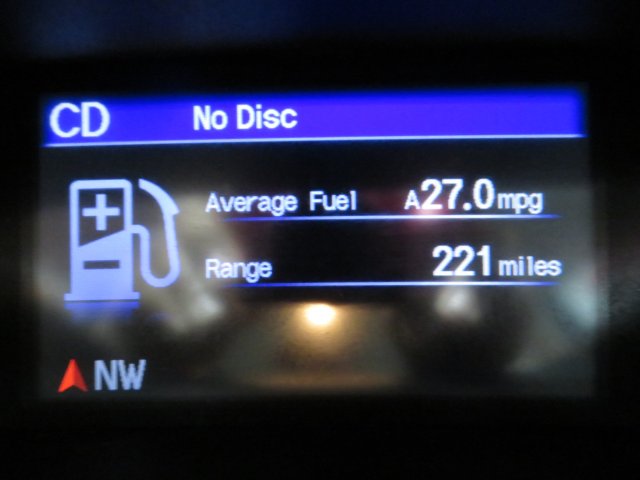 CD No Disc
Average Fuel A27.0mpg
Range 221miles
NW